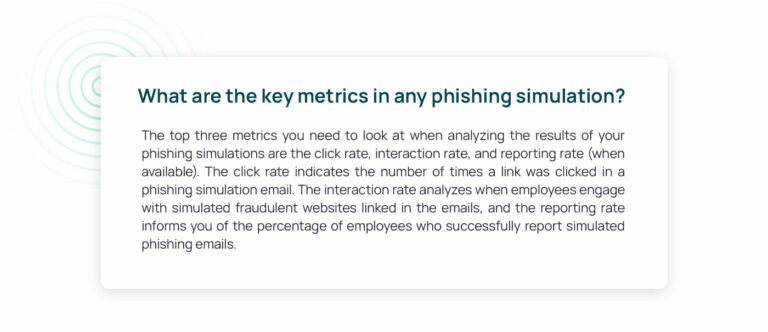 What are the key metrics in any phishing simulation?
The top three metrics you need to look at when analyzing the results of your
phishing simulations are the click rate, interaction rate, and reporting rate (when
available). The click rate indicates the number of times a link was clicked in a
phishing simulation email. The interaction rate analyzes when employees engage
with simulated fraudulent websites linked in the emails, and the reporting rate
informs you of the percentage of employees who successfully report simulated
phishing emails.